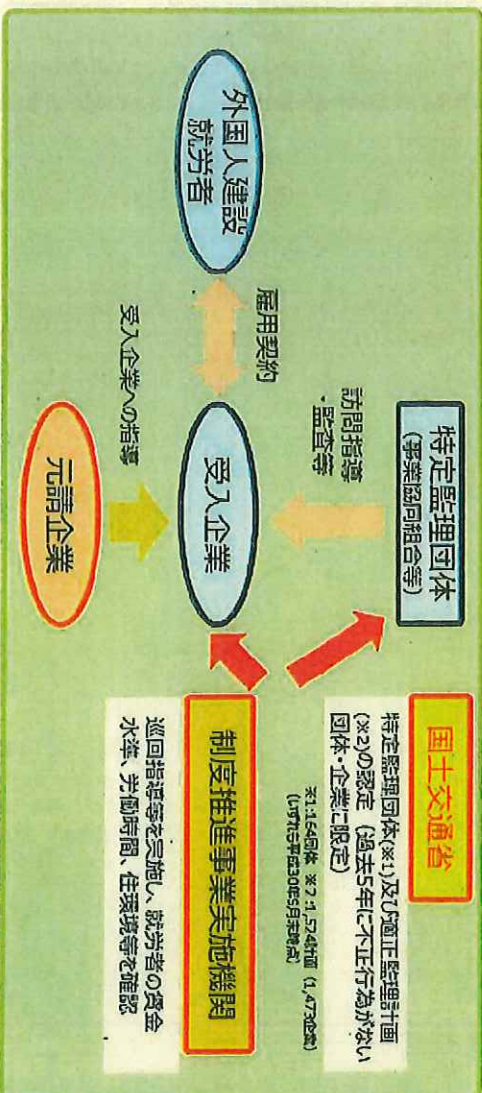 国土交通省
特定監理団体(※1)及び適正監理計画
(※2)の認定 (過去5年に不正行為がない
団体・企業に限定)
※1:164団体 ※2:1,524計画 (1,473企業)
(いずれも平成30年5月末時点)
特定監理団体
(事業協同組合等)
訪問指導
・監査等
制度推進事業実施機関
巡回指導等を実施し、就労者の賃金
水準、労働時間、住環境等を確認
外国人建設
就労者
雇用契約
受入企業
受入企業への指導
元請企業